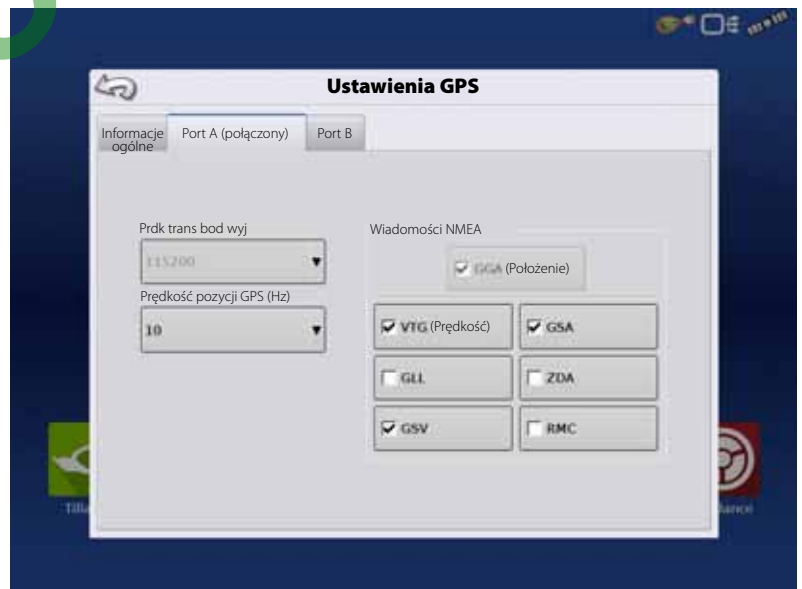 Ustawienia GPS
Informacje
ogólne
Port A (połączony)
Port B
Prdk trans bod wyj
115200
Prędkość pozycji GPS (Hz)
10
Wiadomości NMEA
GGA (Położenie)
VTG (Prędkość)
GSA
GLL
ZDA
GSV
RMC